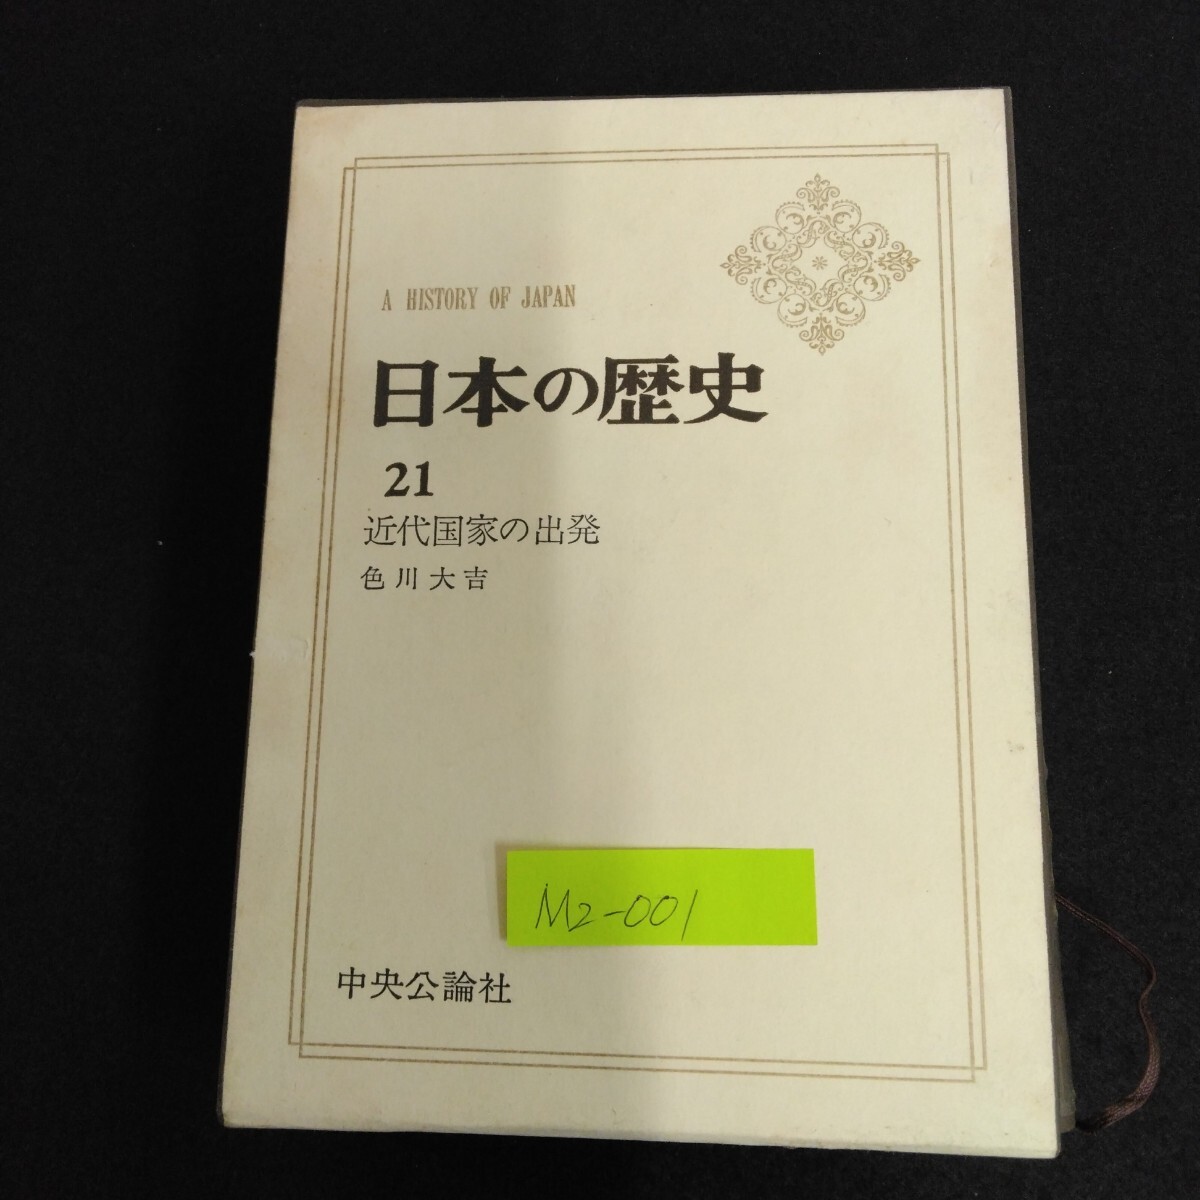 A HISTORY OF JAPAN
日本の歴史
21
近代国家の出発
色川大吉
M2-001
中央公論社